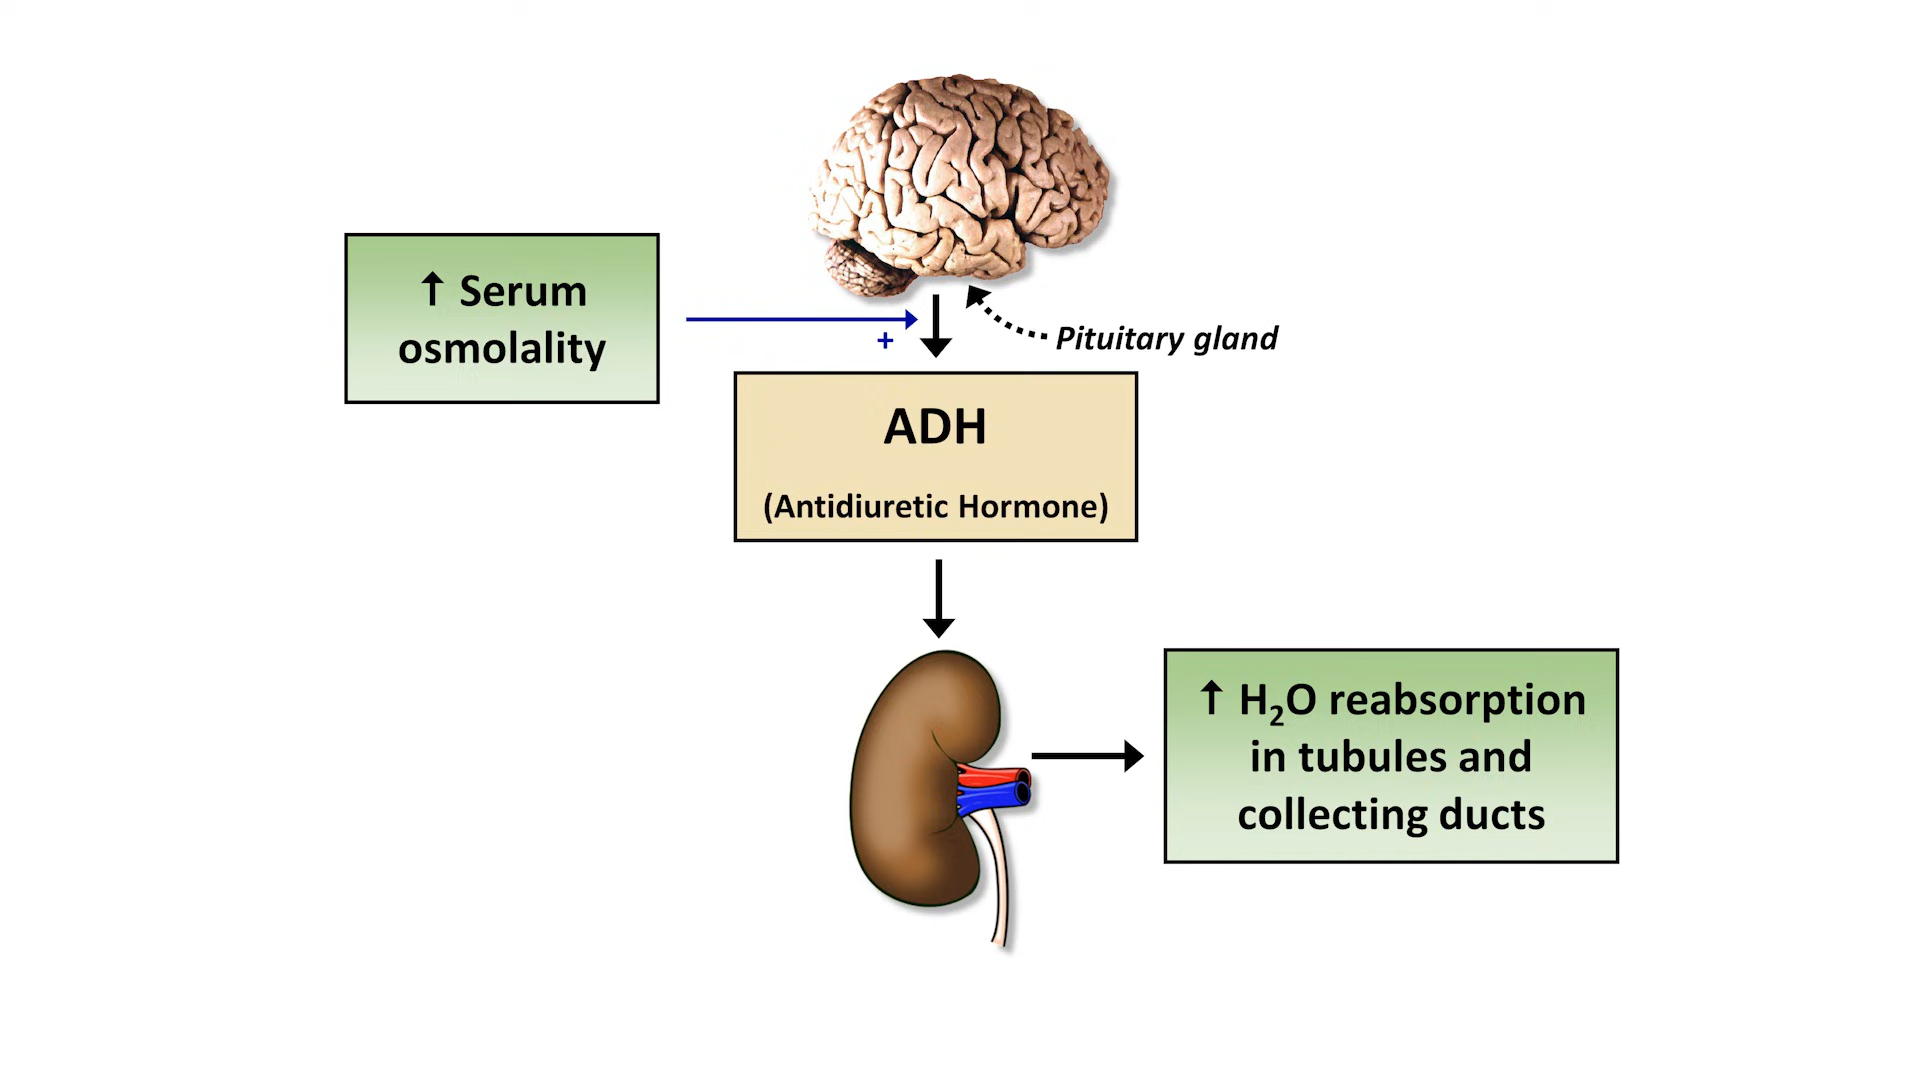 ↑ Serum
osmolality
+
Pituitary gland
ADH
(Antidiuretic Hormone)
↑ H₂O reabsorption
in tubules and
collecting ducts